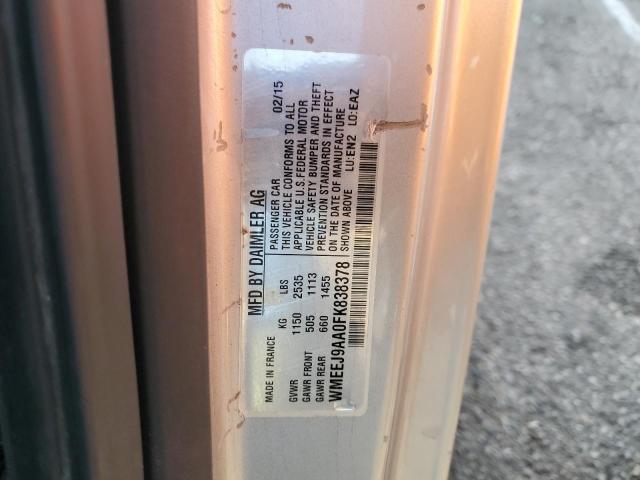 MFD BY DAIMLER AG
MADE IN FRANCE
KG LBS
GVWR 1150 2535
GAWR FRONT 505 1113
GAWR REAR 660 1455
PASSENGER CAR 02/15
THIS VEHICLE CONFORMS TO ALL
APPLICABLE U.S. FEDERAL MOTOR
VEHICLE SAFETY BUMPER AND THEFT
PREVENTION STANDARDS IN EFFECT
ON THE DATE OF MANUFACTURE
SHOWN ABOVE LU:EN2 LO:EAZ
WMEEJ9AA0FK838378